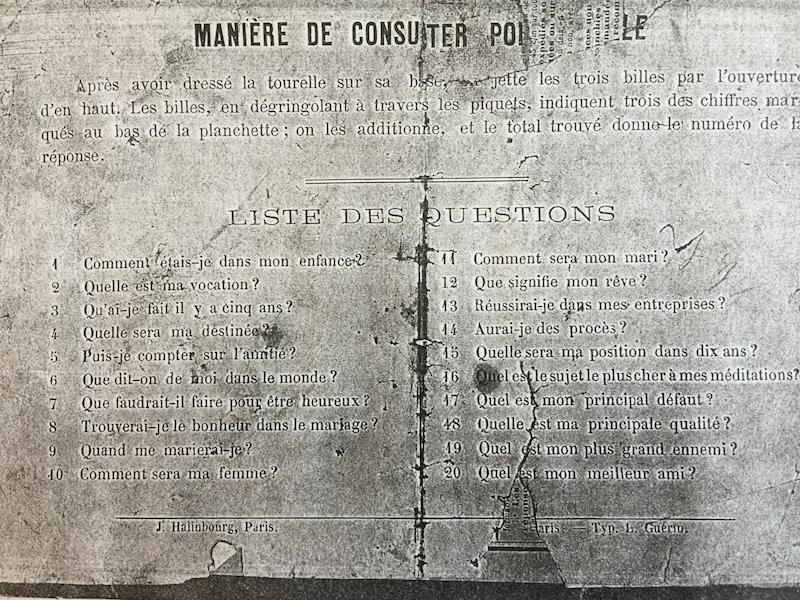 MANIÈRE DE CONSULTER
Après avoir dressé la tourelle sur sa base, on jette les trois billes par l'ouverture
d'en haut. Les billes, en dégringolant à travers les piquets, indiquent trois des chiffres mar-
qués au bas de la planchette ; on les additionne, et le total trouvé donne le numéro de la
réponse.
LISTE DES QUESTIONS
1 Comment étais-je dans mon enfance?
2 Quelle est ma vocation ?
3 Qu'ai-je fait il y a cinq ans ?
4 Quelle sera ma destinée ?
5 Puis-je compter sur l'amitié ?
6 Que dit-on de moi dans le monde ?
7 Que faudrait-il faire pour être heureux ?
8 Trouverai-je le bonheur dans le mariage ?
9 Quand me marierai-je ?
10 Comment sera ma femme ?
11 Comment sera mon mari ?
12 Que signifie mon rêve ?
13 Réussirai-je dans mes entreprises ?
14 Aurai-je des procès ?
15 Quelle sera ma position dans dix ans ?
16 Quel est le sujet le plus cher à mes méditations?
17 Quel est mon principal défaut ?
18 Quelle est ma principale qualité ?
19 Quel est mon plus grand ennemi ?
20 Quel est mon meilleur ami ?
J. Halinbourg, Paris.
aris. — Typ. L. Guérin.